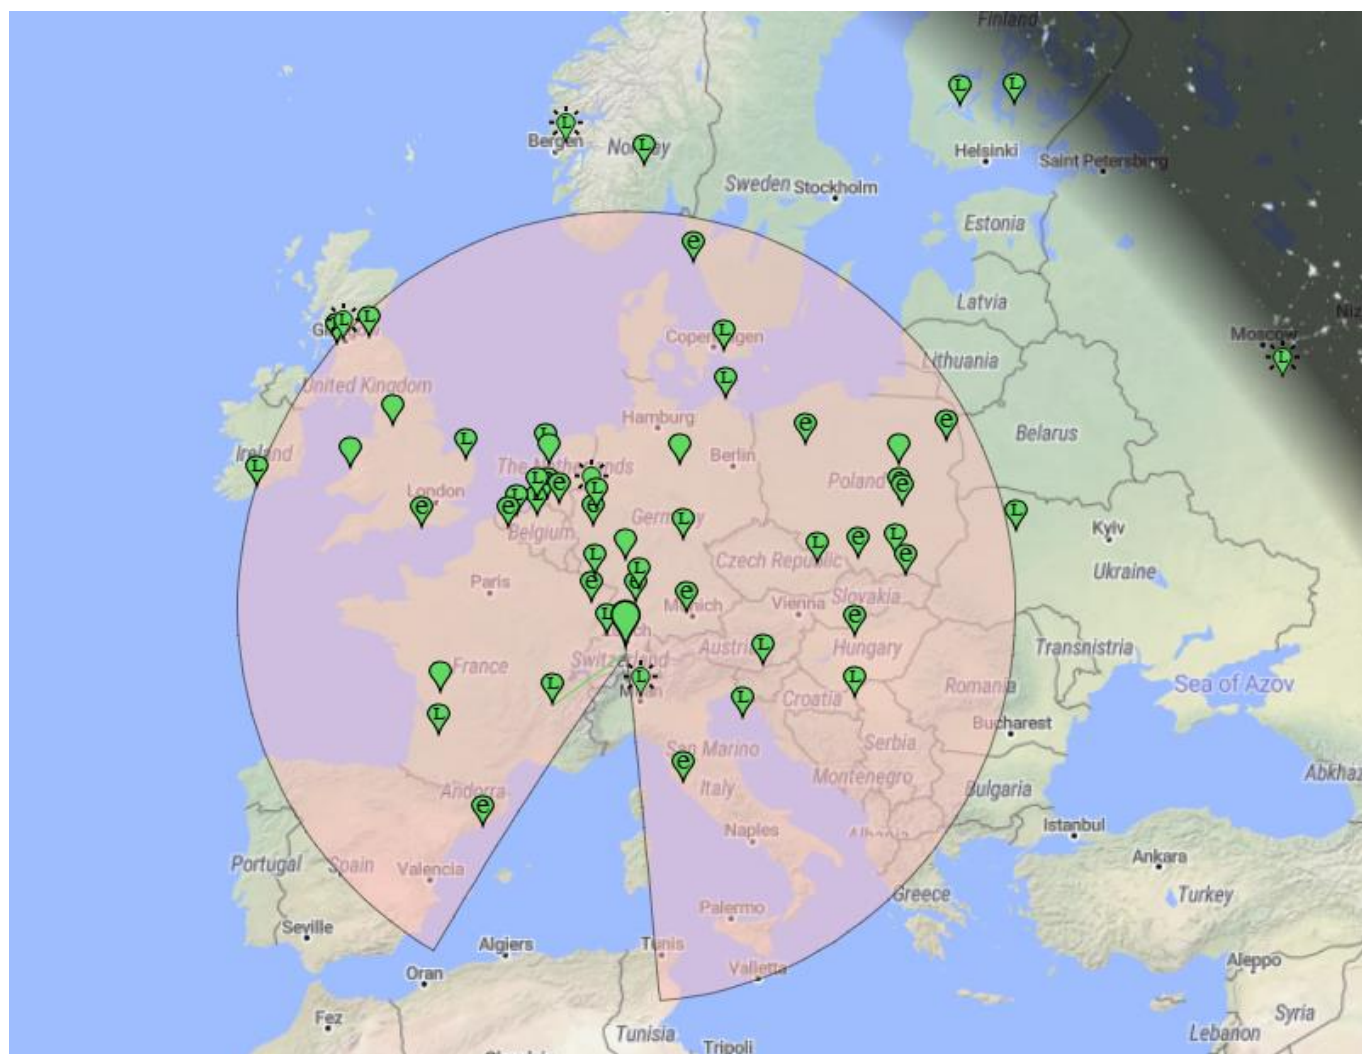 Finland
L
L
L
Bergen
L
Norway
Helsinki
Saint Petersburg
Sweden
Stockholm
Estonia
e
Latvia
L
L
L
Copenhagen
Moscow
L
Lithuania
United Kingdom
L
Hamburg
e
e
Belarus
L
L
Ireland
L
The Netherlands
Berlin
Poland
e
London
L
L
L
e
L
e
e
e
L
Germany
L
Kyiv
Belgium
L
e
L
e
Czech Republic
Ukraine
L
L
e
e
Paris
e
Munich
Vienna
Slovakia
L
e
Switzerland
Austria
L
Hungary
Transnistria
France
L
L
Milan
L
Croatia
L
Romania
Sea of Azov
L
Bucharest
San Marino
Serbia
e
Italy
Montenegro
Bulgaria
Abkhaz
Andorra
e
Naples
Albania
Istanbul
Portugal
Spain
Valencia
Ankara
Turkey
Greece
Palermo
Seville
Algiers
Tunis
Oran
Valletta
Aleppo
Fez
Tunisia
Tripoli
Syria
Lebanon